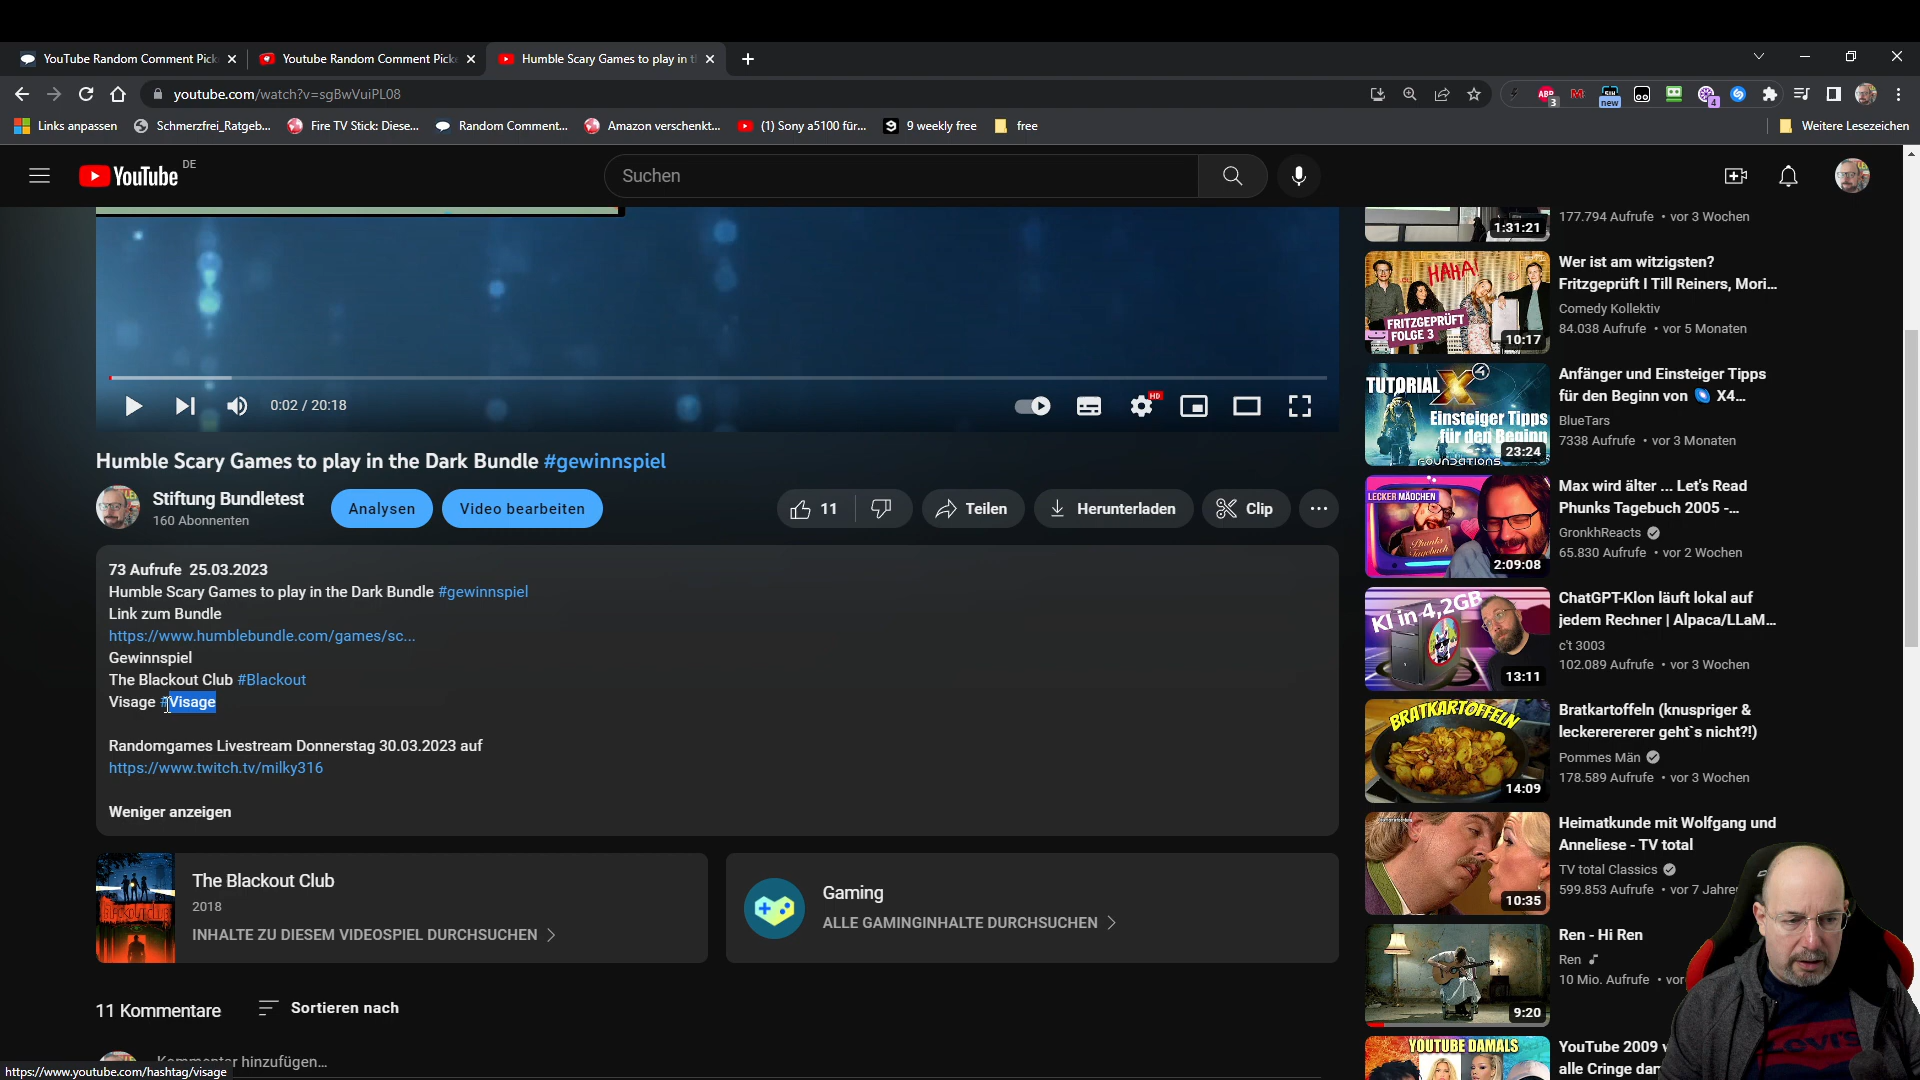 YouTube Random Comment Pick
Youtube Random Comment Picke
Humble Scary Games to play in t
youtube.com/watch?v=sgBwVuiPL08
ABP
3
new
4
Links anpassen
Schmerzfrei_Ratgeb...
Fire TV Stick: Diese...
Random Comment...
Amazon verschenkt...
(1) Sony a5100 für...
9 weekly free
free
Weitere Lesezeichen
YouTube
DE
Suchen
0:02 / 20:18
HD
Humble Scary Games to play in the Dark Bundle #gewinnspiel
Stiftung Bundletest
160 Abonnenten
Analysen
Video bearbeiten
11
Teilen
Herunterladen
Clip
73 Aufrufe 25.03.2023
Humble Scary Games to play in the Dark Bundle #gewinnspiel
Link zum Bundle
https://www.humblebundle.com/games/sc...
Gewinnspiel
The Blackout Club #Blackout
Visage #Visage
Randomgames Livestream Donnerstag 30.03.2023 auf
https://www.twitch.tv/milky316
Weniger anzeigen
BLACKOUT CLUB
The Blackout Club
2018
INHALTE ZU DIESEM VIDEOSPIEL DURCHSUCHEN
Gaming
ALLE GAMINGINHALTE DURCHSUCHEN
11 Kommentare
Sortieren nach
Kommentar hinzufügen...
https://www.youtube.com/hashtag/visage
1:31:21
177.794 Aufrufe • vor 3 Wochen
HAHA!
FRITZGEPRÜFT
FOLGE 3
10:17
Wer ist am witzigsten?
Fritzgeprüft I Till Reiners, Mori...
Comedy Kollektiv
84.038 Aufrufe • vor 5 Monaten
TUTORIAL X4
Einsteiger Tipps
für den Beginn
FOUNDATIONS
23:24
Anfänger und Einsteiger Tipps
für den Beginn von X4...
BlueTars
7338 Aufrufe • vor 3 Monaten
LECKER MÄDCHEN
Phunks
Tagebuch
2:09:08
Max wird älter ... Let's Read
Phunks Tagebuch 2005 -...
GronkhReacts
65.830 Aufrufe • vor 2 Wochen
KI in 4,2GB
13:11
ChatGPT-Klon läuft lokal auf
jedem Rechner | Alpaca/LLaM...
c't 3003
102.089 Aufrufe • vor 3 Wochen
BRATKARTOFFELN
14:09
Bratkartoffeln (knuspriger &
leckerererer geht`s nicht?!)
Pommes Män
178.589 Aufrufe • vor 3 Wochen
10:35
Heimatkunde mit Wolfgang und
Anneliese - TV total
TV total Classics
599.853 Aufrufe • vor 7 Jahre
9:20
Ren - Hi Ren
Ren
10 Mio. Aufrufe • vor
YOUTUBE DAMALS
YouTube 2009
alle Cringe dar